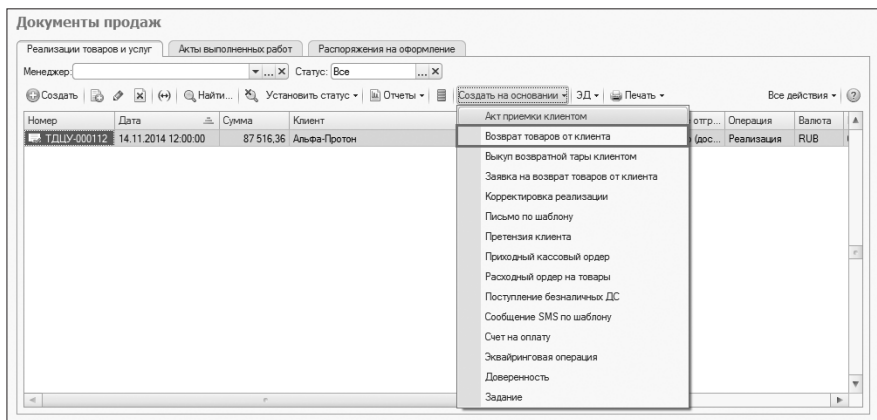 Документы продаж
Реализации товаров и услуг Акты выполненных работ Распоряжения на оформление
Менеджер: Статус: Все
Создать Найти... Установить статус Отчеты Создать на основании ЭД Печать Все действия
Номер Дата Сумма Клиент отгр... Операция Валюта
ТДЦУ-000112 14.11.2014 12:00:00 87 516,36 Альфа-Протон (дос... Реализация RUB
Акт приемки клиентом
Возврат товаров от клиента
Выкуп возвратной тары клиентом
Заявка на возврат товаров от клиента
Корректировка реализации
Письмо по шаблону
Претензия клиента
Приходный кассовый ордер
Расходный ордер на товары
Поступление безналичных ДС
Сообщение SMS по шаблону
Счет на оплату
Эквайринговая операция
Доверенность
Задание